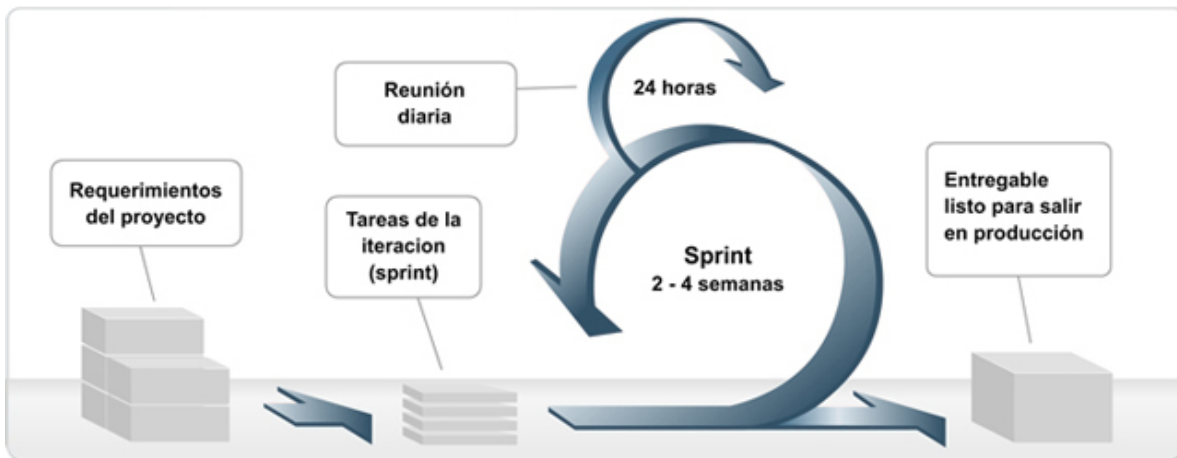 Requerimientos
del proyecto
Tareas de la
iteracion
(sprint)
Reunión
diaria
24 horas
Sprint
2 - 4 semanas
Entregable
listo para salir
en producción